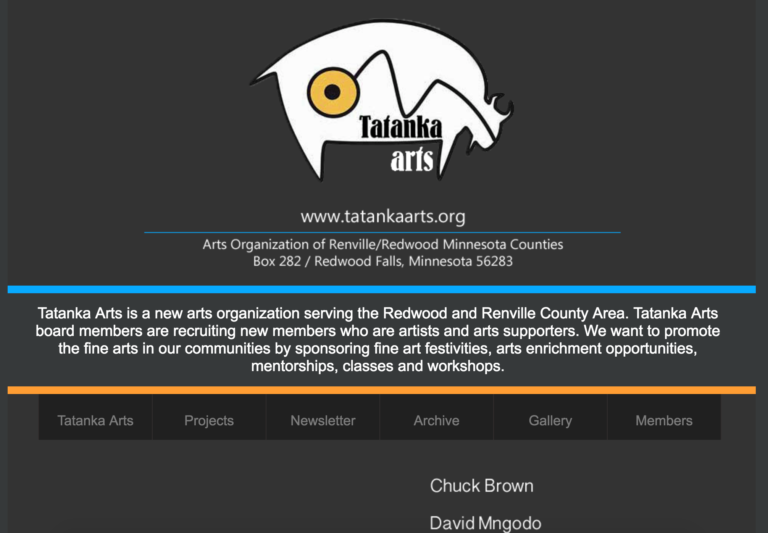 Tatanka
arts
www.tatankaarts.org
Arts Organization of Renville/Redwood Minnesota Counties
Box 282 / Redwood Falls, Minnesota 56283
Tatanka Arts is a new arts organization serving the Redwood and Renville County Area. Tatanka Arts
board members are recruiting new members who are artists and arts supporters. We want to promote
the fine arts in our communities by sponsoring fine art festivities, arts enrichment opportunities,
mentorships, classes and workshops.
Tatanka Arts Projects Newsletter Archive Gallery Members
Chuck Brown
David Mngodo